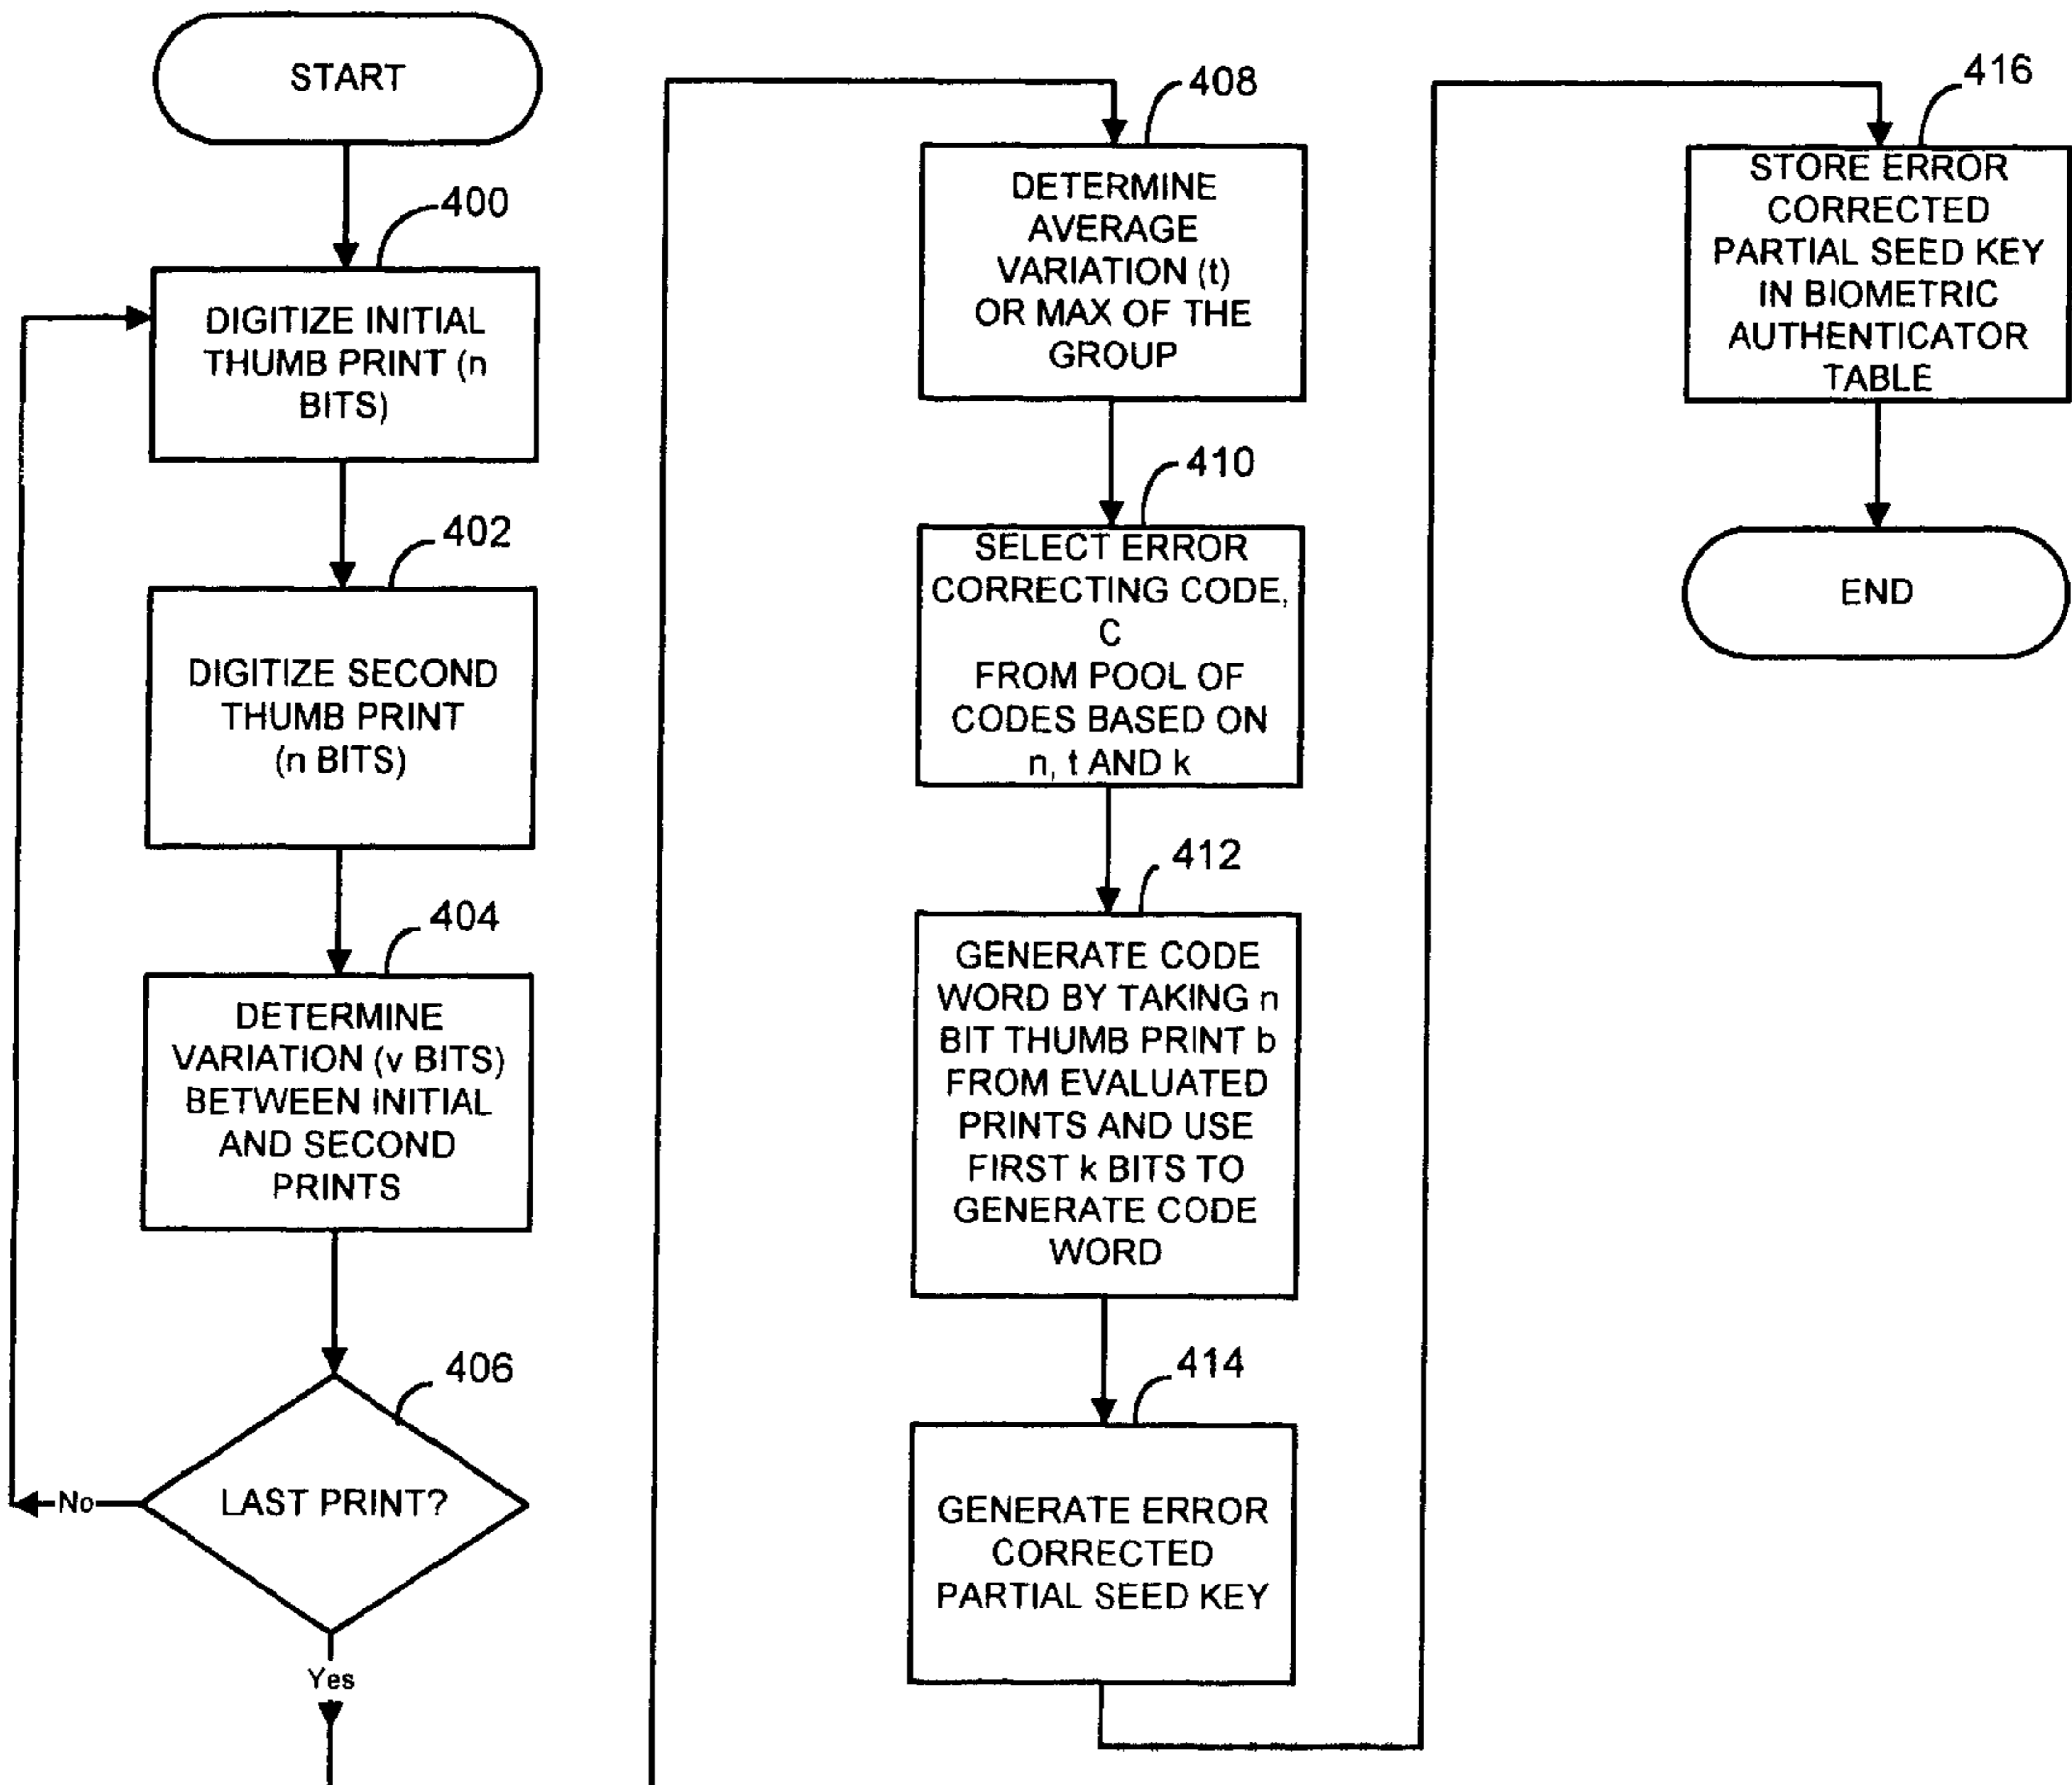 START
400
DIGITIZE INITIAL
THUMB PRINT (n
BITS)
402
DIGITIZE SECOND
THUMB PRINT
(n BITS)
404
DETERMINE
VARIATION (v BITS)
BETWEEN INITIAL
AND SECOND
PRINTS
406
LAST PRINT?
No
Yes
408
DETERMINE
AVERAGE
VARIATION (t)
OR MAX OF THE
GROUP
410
SELECT ERROR
CORRECTING CODE,
C
FROM POOL OF
CODES BASED ON
n, t AND k
412
GENERATE CODE
WORD BY TAKING n
BIT THUMB PRINT b
FROM EVALUATED
PRINTS AND USE
FIRST k BITS TO
GENERATE CODE
WORD
414
GENERATE ERROR
CORRECTED
PARTIAL SEED KEY
416
STORE ERROR
CORRECTED
PARTIAL SEED KEY
IN BIOMETRIC
AUTHENTICATOR
TABLE
END